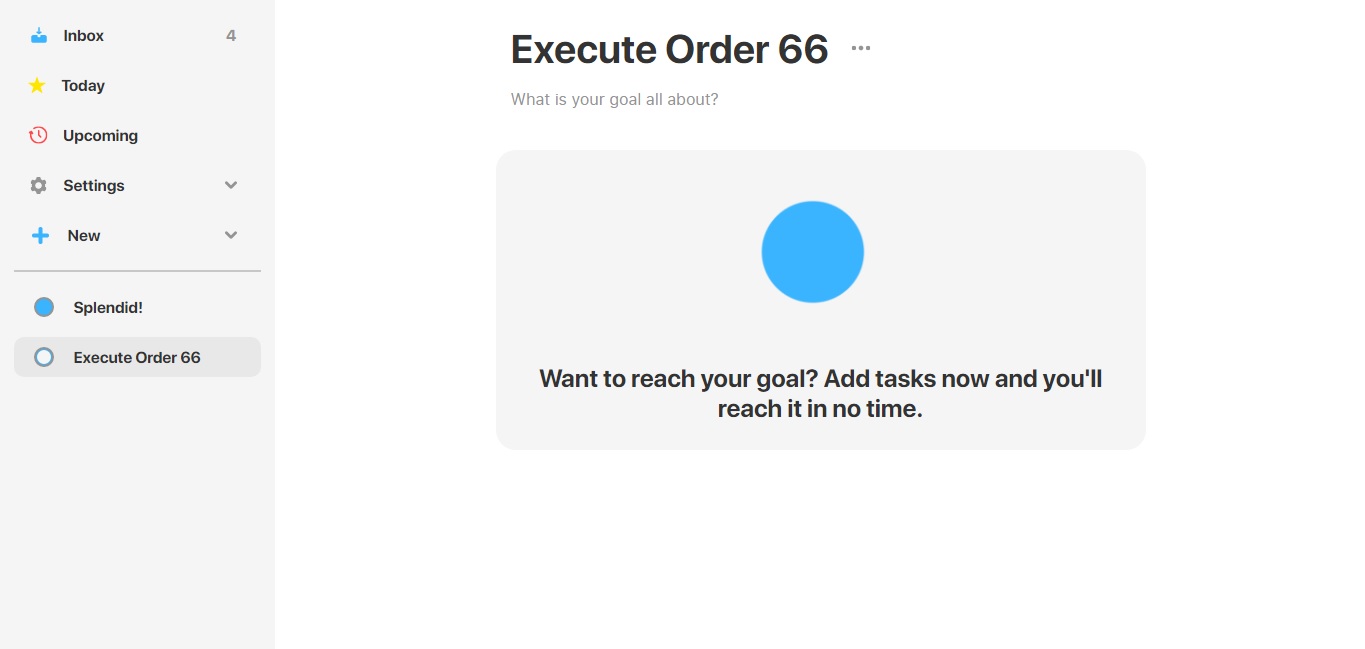 Inbox 4
Today
Upcoming
Settings
New
Splendid!
Execute Order 66
Execute Order 66
What is your goal all about?
Want to reach your goal? Add tasks now and you'll
reach it in no time.